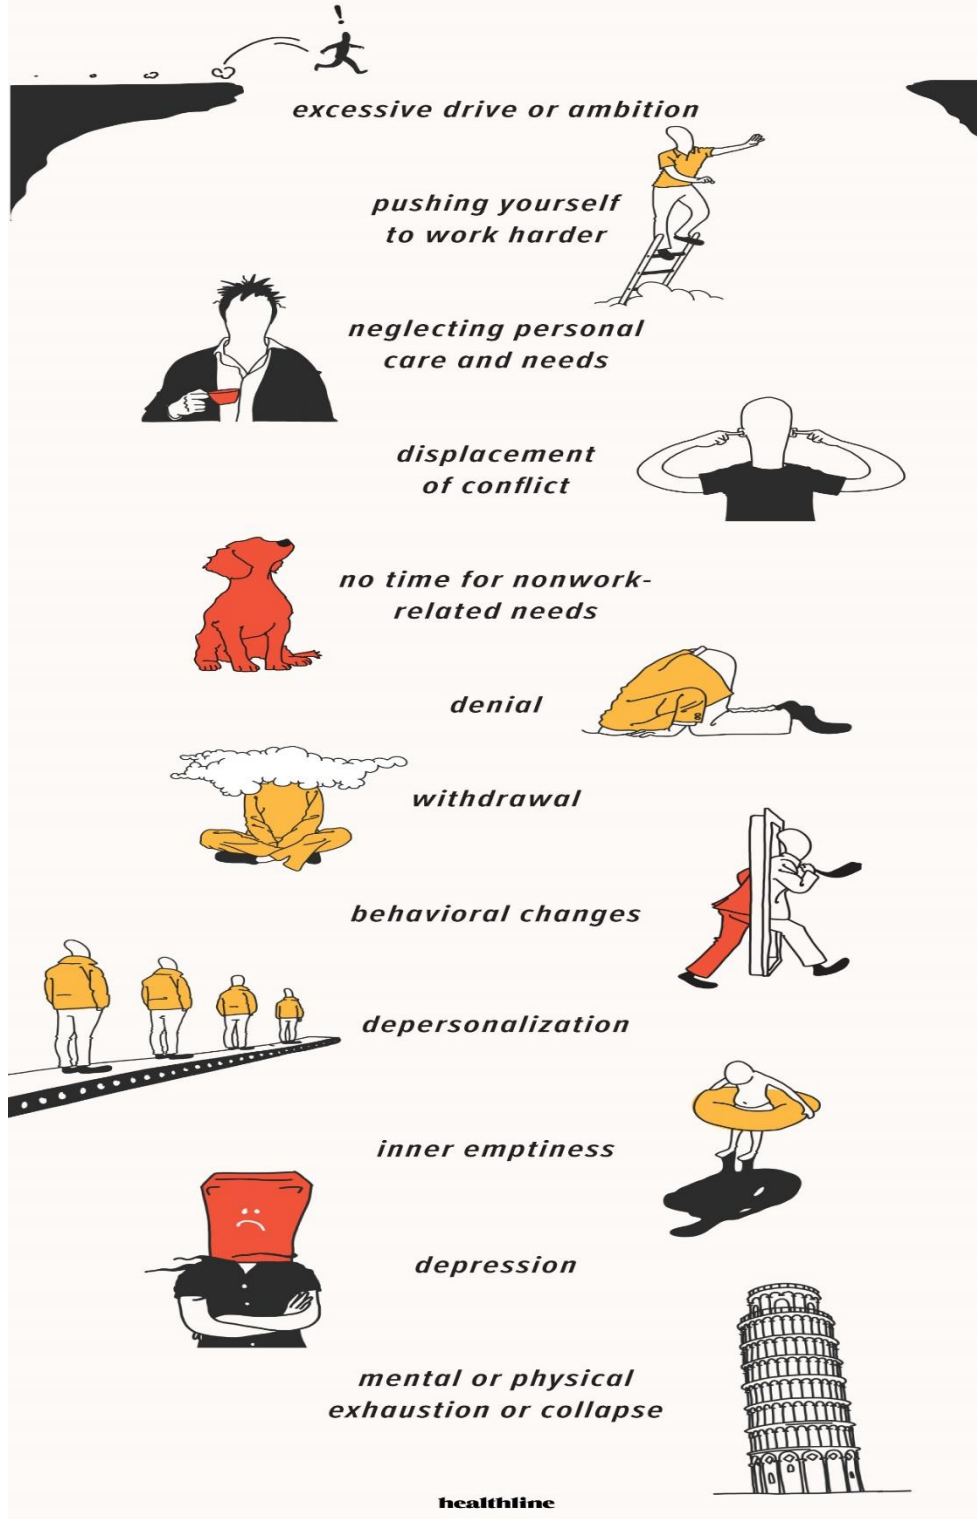 !
excessive drive or ambition
pushing yourself
to work harder
neglecting personal
care and needs
displacement
of conflict
no time for nonwork-
related needs
denial
withdrawal
behavioral changes
depersonalization
inner emptiness
depression
mental or physical
exhaustion or collapse
healthline